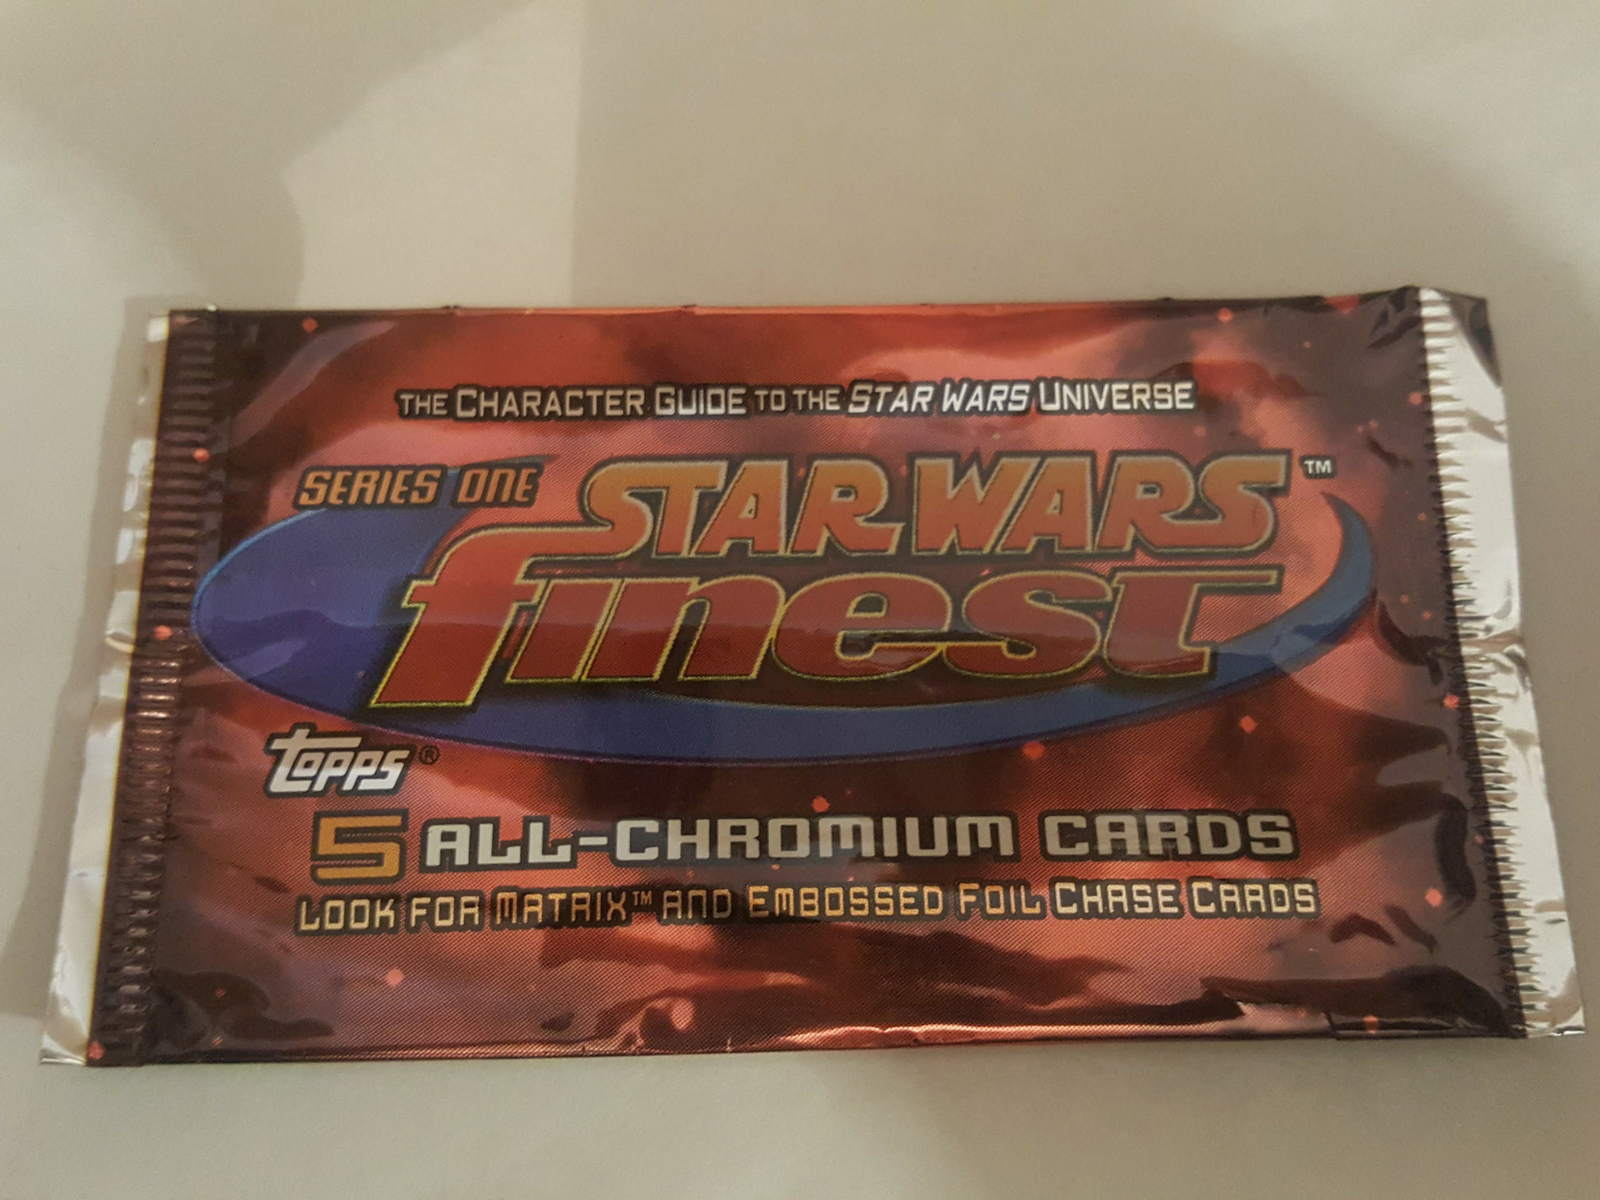 THE CHARACTER GUIDE TO THE STAR WARS UNIVERSE
SERIES ONE
STAR WARS™
finest
TOPPS®
5 ALL-CHROMIUM CARDS
LOOK FOR MATRIX™ AND EMBOSSED FOIL CHASE CARDS